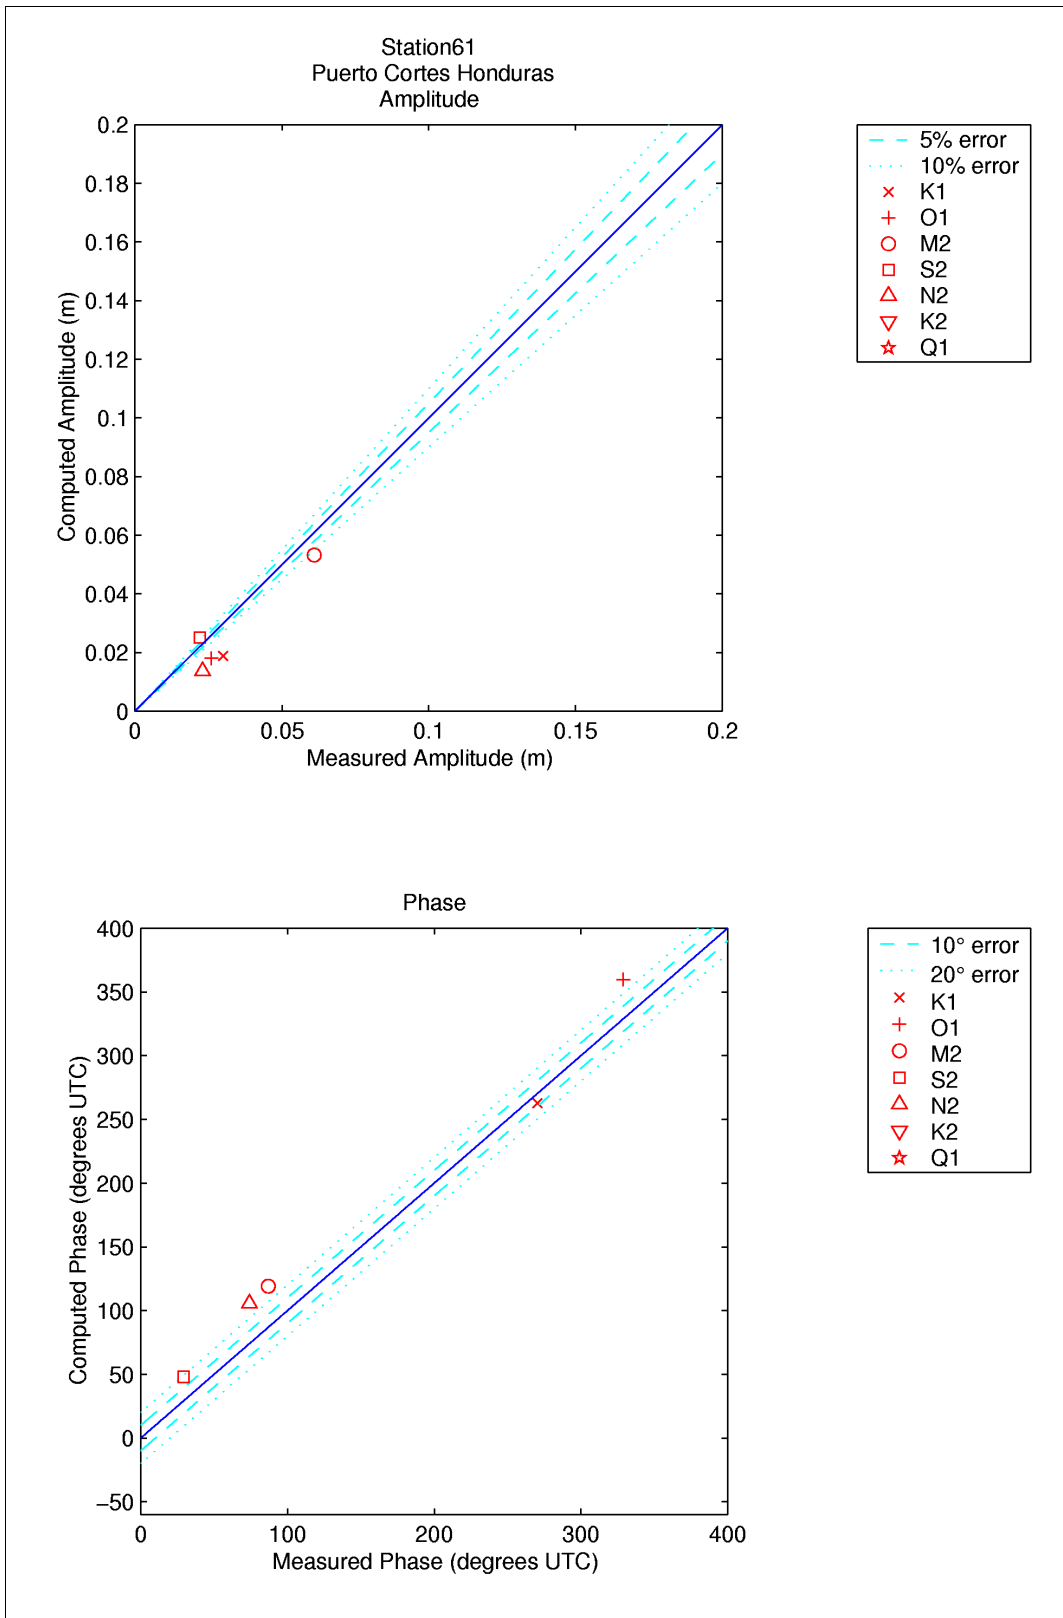 Station61
Puerto Cortes Honduras
Amplitude
0.2
0.18
0.16
0.14
0.12
0.1
0.08
0.06
0.04
0.02
0
Computed Amplitude (m)
0
0.05
0.1
0.15
0.2
Measured Amplitude (m)
5% error
10% error
K1
O1
M2
S2
N2
K2
Q1
Phase
400
350
300
250
200
150
100
50
0
−50
Computed Phase (degrees UTC)
0
100
200
300
400
Measured Phase (degrees UTC)
10° error
20° error
K1
O1
M2
S2
N2
K2
Q1